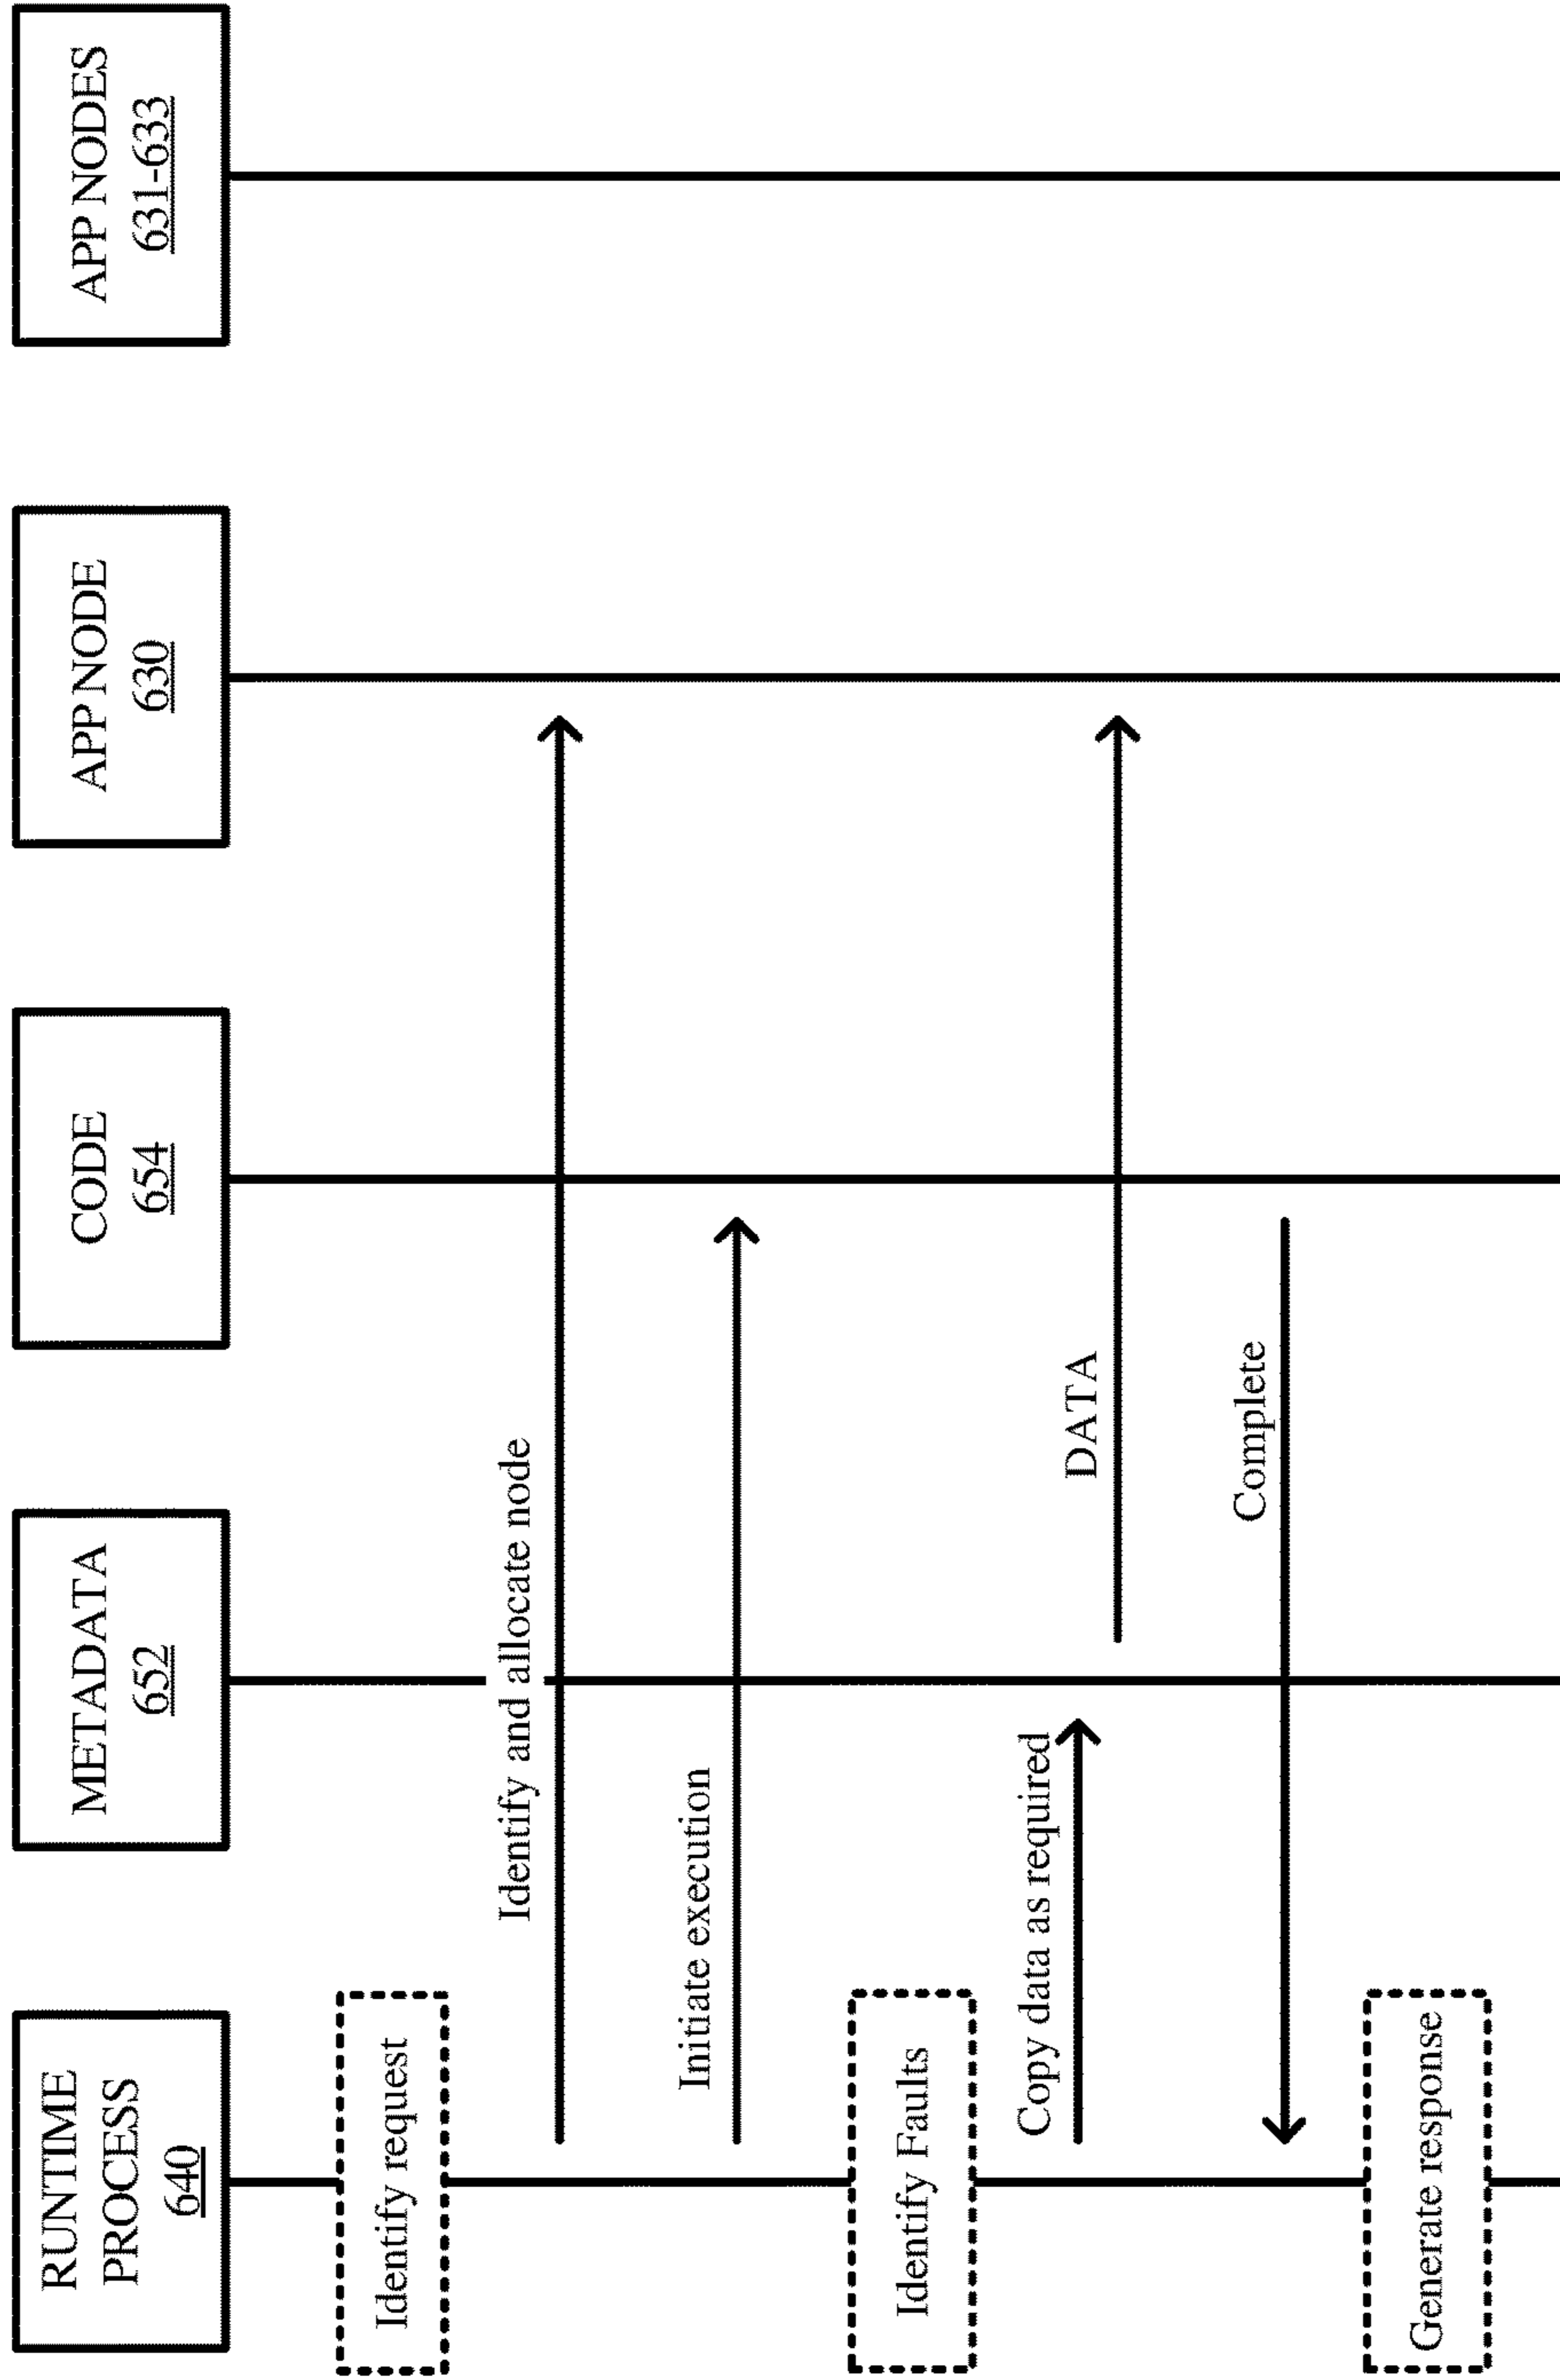 RUNTIME
PROCESS
640
METADATA
652
CODE
654
APP NODE
630
APP NODES
631-633
Identify request
Identify and allocate node
Initiate execution
Identify Faults
Copy data as required
DATA
Complete
Generate response